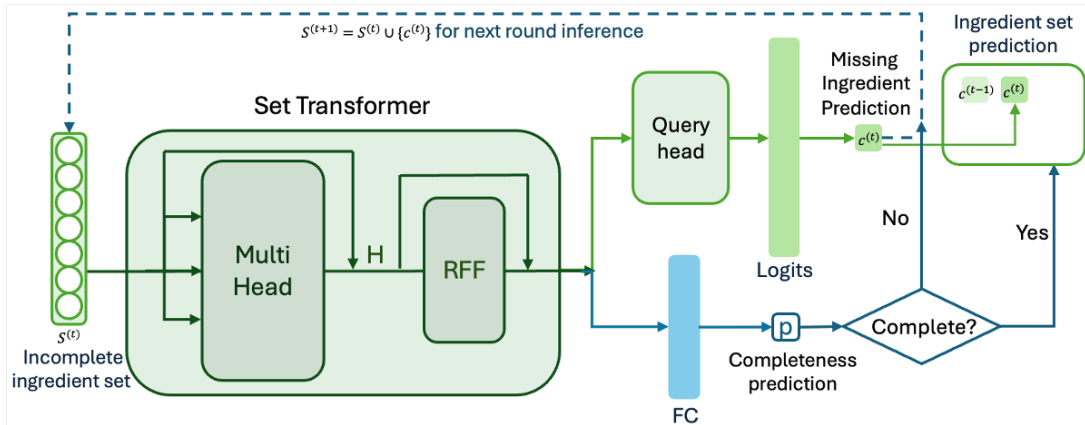 S^(t+1) = S^(t) ∪ {c^(t)} for next round inference
Ingredient set
prediction
c^(t−1) c^(t)
Missing
Ingredient
Prediction
c^(t)
Set Transformer
Query
head
Logits
Multi
Head
H
RFF
No
Yes
S^(t)
Incomplete
ingredient set
p
Complete?
Completeness
prediction
FC